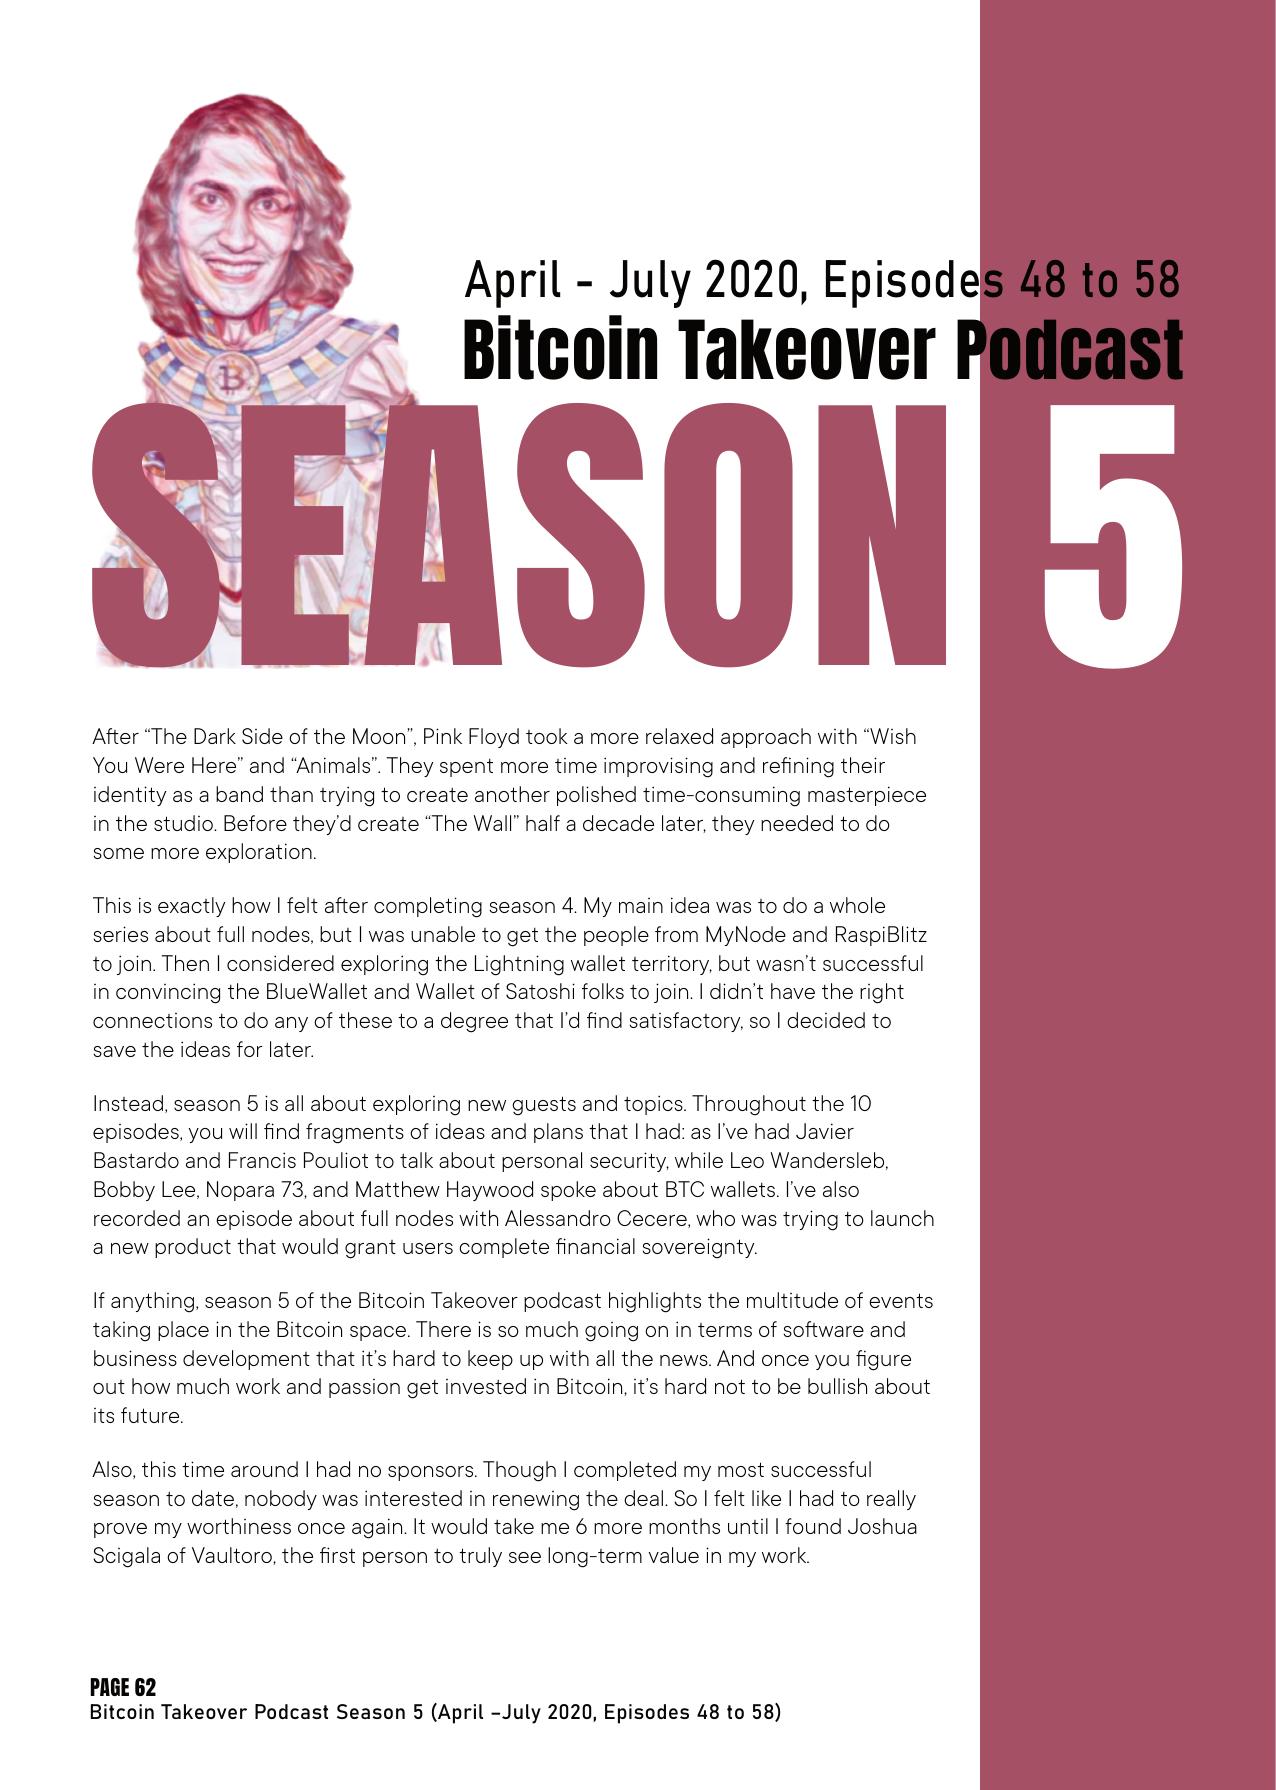 April - July 2020, Episodes 48 to 58
Bitcoin Takeover Podcast
SEASON 5
After “The Dark Side of the Moon”, Pink Floyd took a more relaxed approach with “Wish
You Were Here” and “Animals”. They spent more time improvising and refining their
identity as a band than trying to create another polished time-consuming masterpiece
in the studio. Before they’d create “The Wall” half a decade later, they needed to do
some more exploration.
This is exactly how I felt after completing season 4. My main idea was to do a whole
series about full nodes, but I was unable to get the people from MyNode and RaspiBlitz
to join. Then I considered exploring the Lightning wallet territory, but wasn’t successful
in convincing the BlueWallet and Wallet of Satoshi folks to join. I didn’t have the right
connections to do any of these to a degree that I’d find satisfactory, so I decided to
save the ideas for later.
Instead, season 5 is all about exploring new guests and topics. Throughout the 10
episodes, you will find fragments of ideas and plans that I had: as I’ve had Javier
Bastardo and Francis Pouliot to talk about personal security, while Leo Wandersleb,
Bobby Lee, Nopara 73, and Matthew Haywood spoke about BTC wallets. I’ve also
recorded an episode about full nodes with Alessandro Cecere, who was trying to launch
a new product that would grant users complete financial sovereignty.
If anything, season 5 of the Bitcoin Takeover podcast highlights the multitude of events
taking place in the Bitcoin space. There is so much going on in terms of software and
business development that it’s hard to keep up with all the news. And once you figure
out how much work and passion get invested in Bitcoin, it’s hard not to be bullish about
its future.
Also, this time around I had no sponsors. Though I completed my most successful
season to date, nobody was interested in renewing the deal. So I felt like I had to really
prove my worthiness once again. It would take me 6 more months until I found Joshua
Scigala of Vaultoro, the first person to truly see long-term value in my work.
PAGE 62
Bitcoin Takeover Podcast Season 5 (April –July 2020, Episodes 48 to 58)